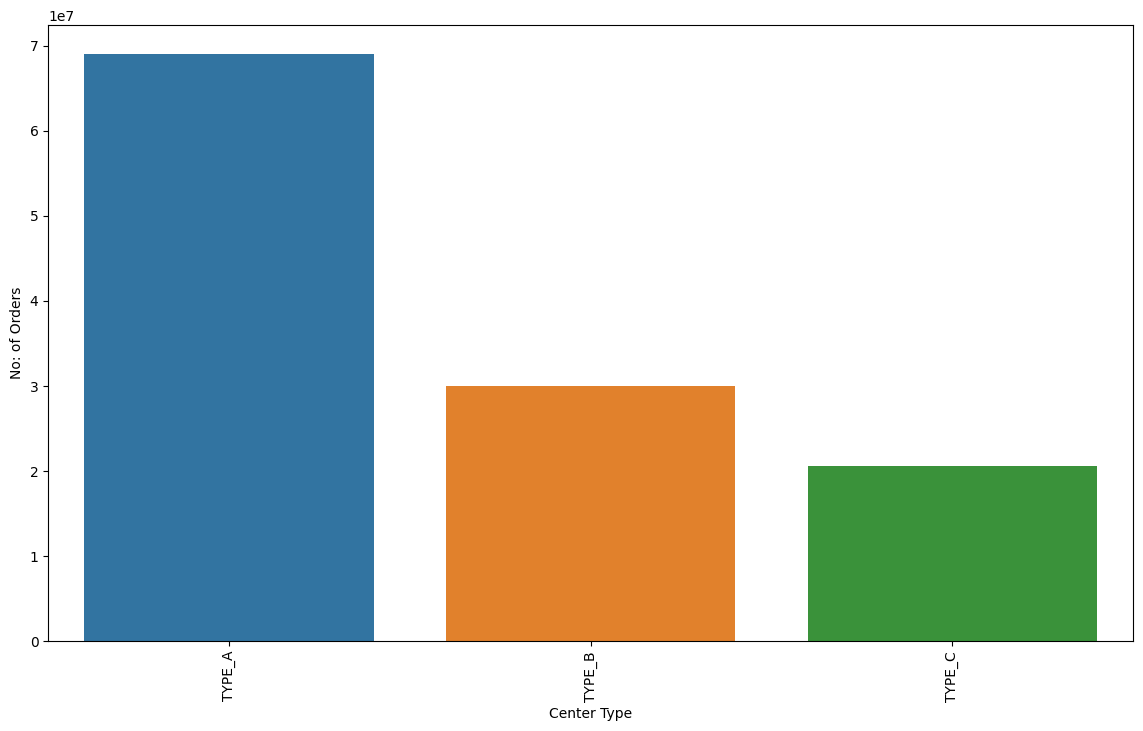 1e7
7
6
5
4
3
2
1
0
No: of Orders
TYPE_A
TYPE_B
TYPE_C
Center Type